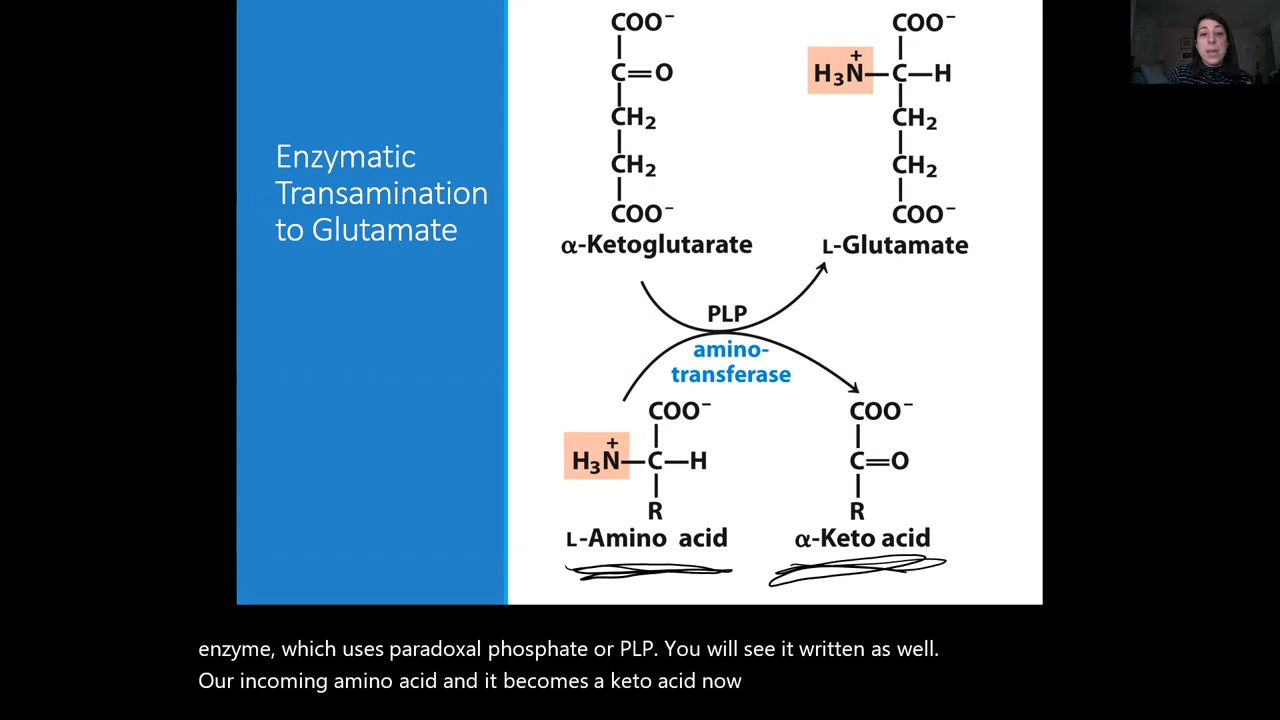 Enzymatic
Transamination
to Glutamate
COO⁻
C=O
CH₂
CH₂
COO⁻
α-Ketoglutarate
COO⁻
H₃N⁺—C—H
CH₂
CH₂
COO⁻
L-Glutamate
PLP
amino-
transferase
COO⁻
H₃N⁺—C—H
R
L-Amino acid
COO⁻
C=O
R
α-Keto acid
enzyme, which uses paradoxal phosphate or PLP. You will see it written as well.
Our incoming amino acid and it becomes a keto acid now